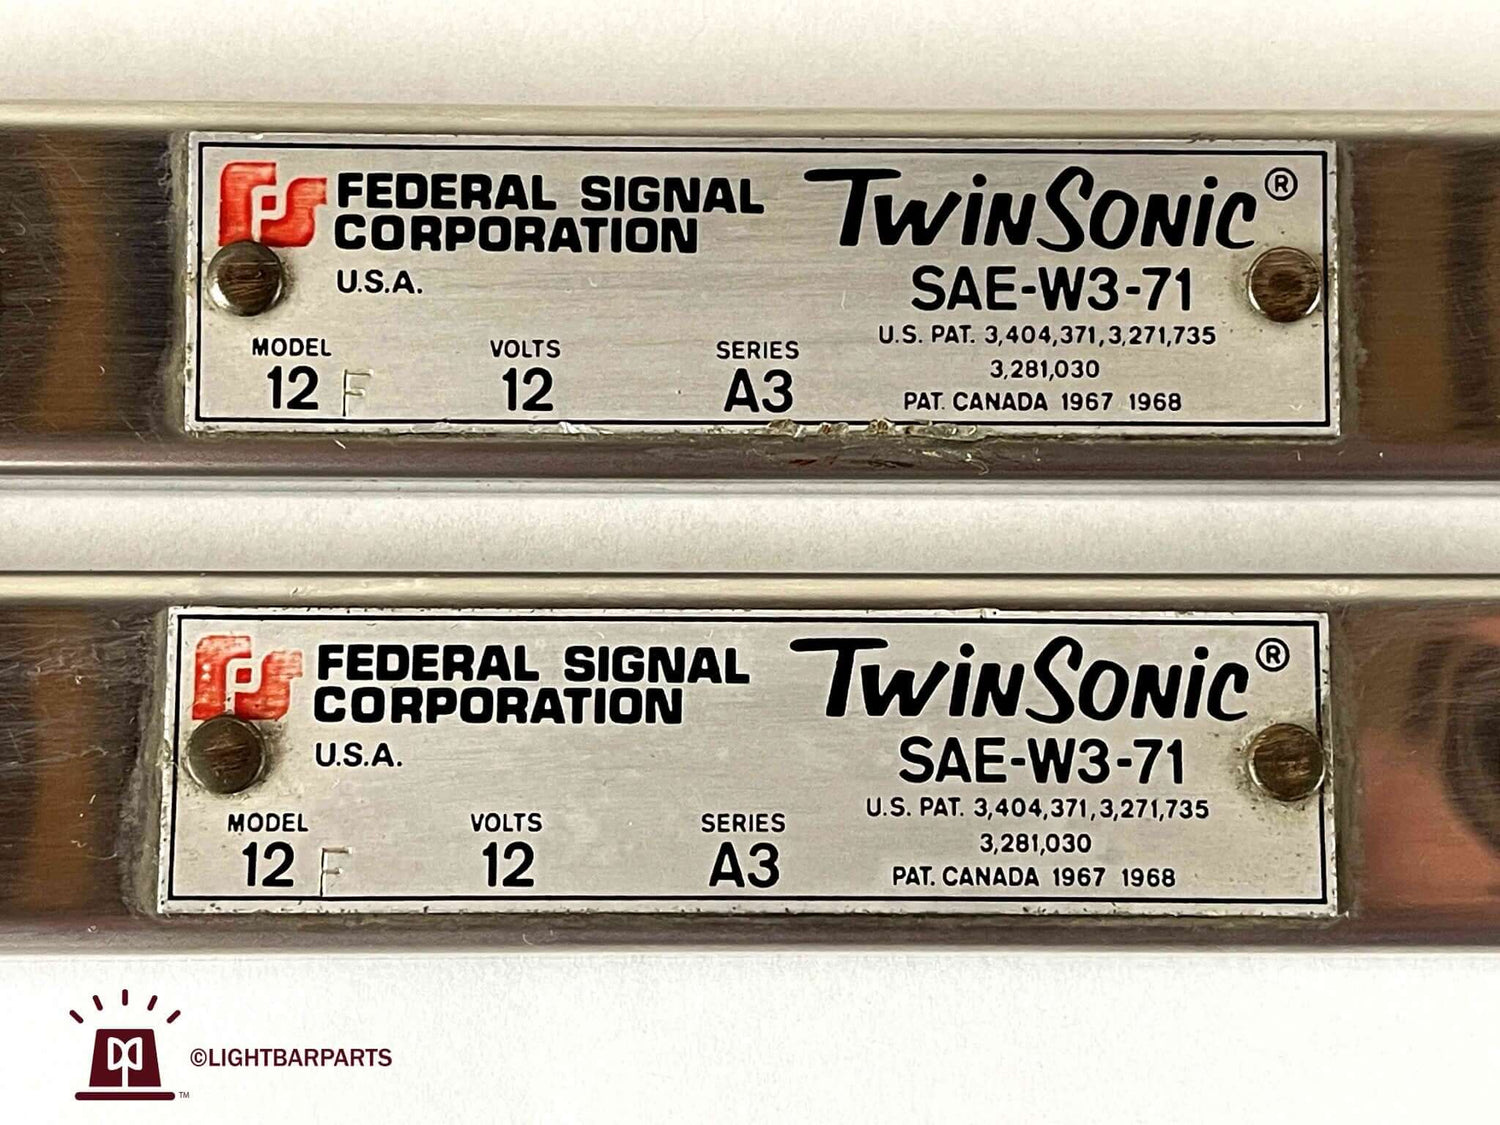 FEDERAL SIGNAL
CORPORATION
U.S.A.
TWINSONIC®
SAE-W3-71
U.S. PAT. 3,404,371, 3,271,735
3,281,030
PAT. CANADA 1967 1968
MODEL
12 F
VOLTS
12
SERIES
A3
FEDERAL SIGNAL
CORPORATION
U.S.A.
TWINSONIC®
SAE-W3-71
U.S. PAT. 3,404,371, 3,271,735
3,281,030
PAT. CANADA 1967 1968
MODEL
12 F
VOLTS
12
SERIES
A3
©LIGHTBARPARTS
TM